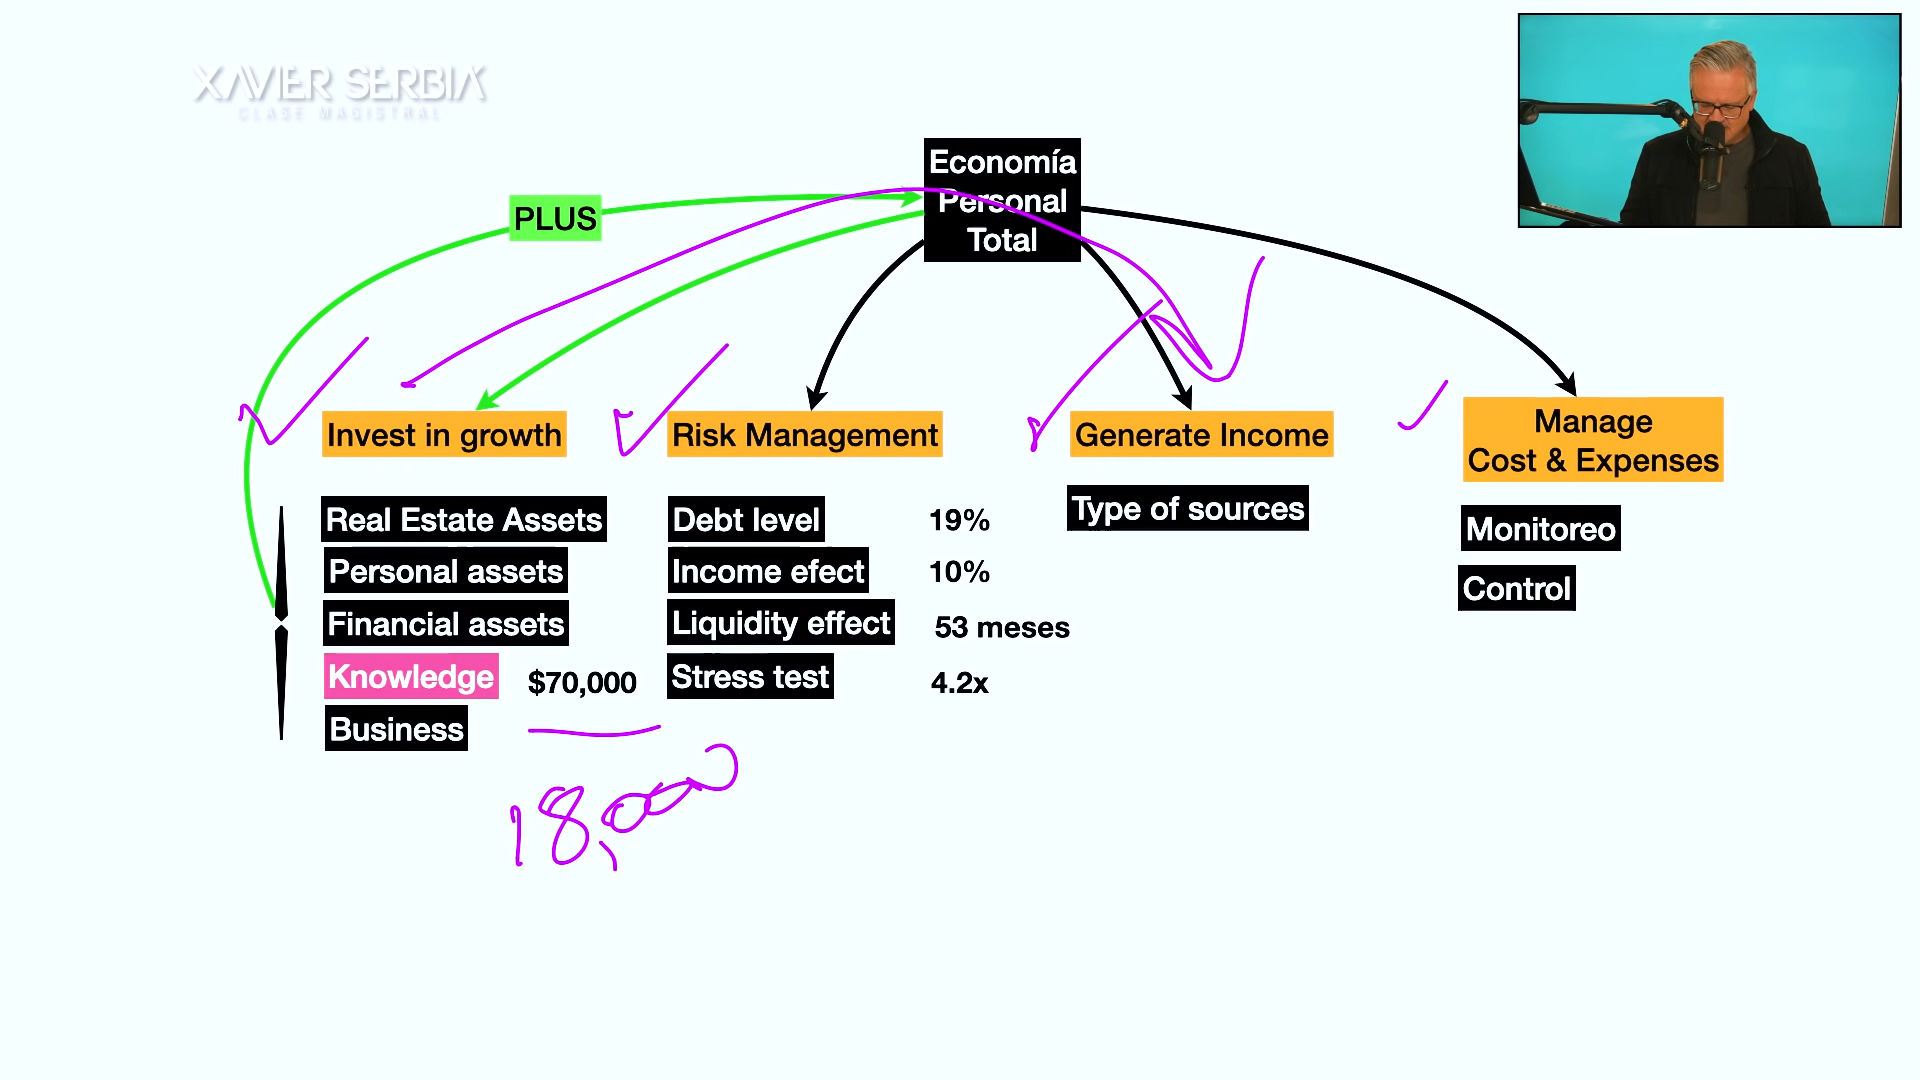 XAVIER SERBIA
CLASE MAGISTRAL
Economía
Personal
Total
PLUS
Invest in growth
Real Estate Assets
Personal assets
Financial assets
Knowledge $70,000
Business
18,000
Risk Management
Debt level 19%
Income efect 10%
Liquidity effect 53 meses
Stress test 4.2x
Generate Income
Type of sources
Manage
Cost & Expenses
Monitoreo
Control